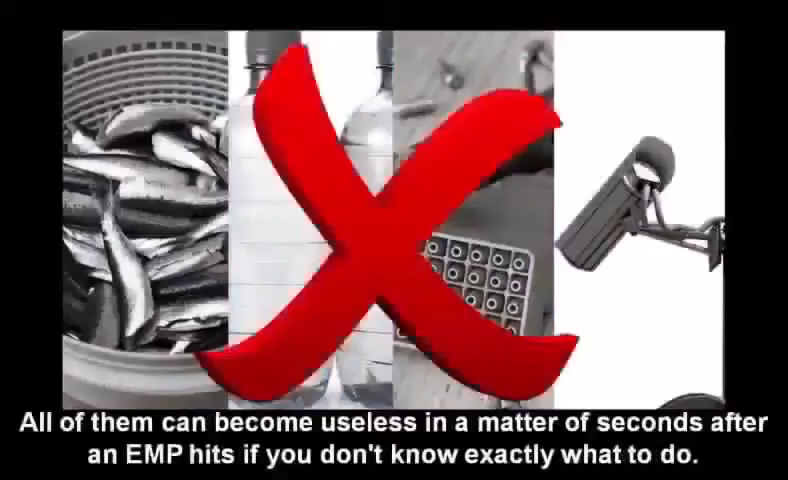 All of them can become useless in a matter of seconds after
an EMP hits if you don't know exactly what to do.